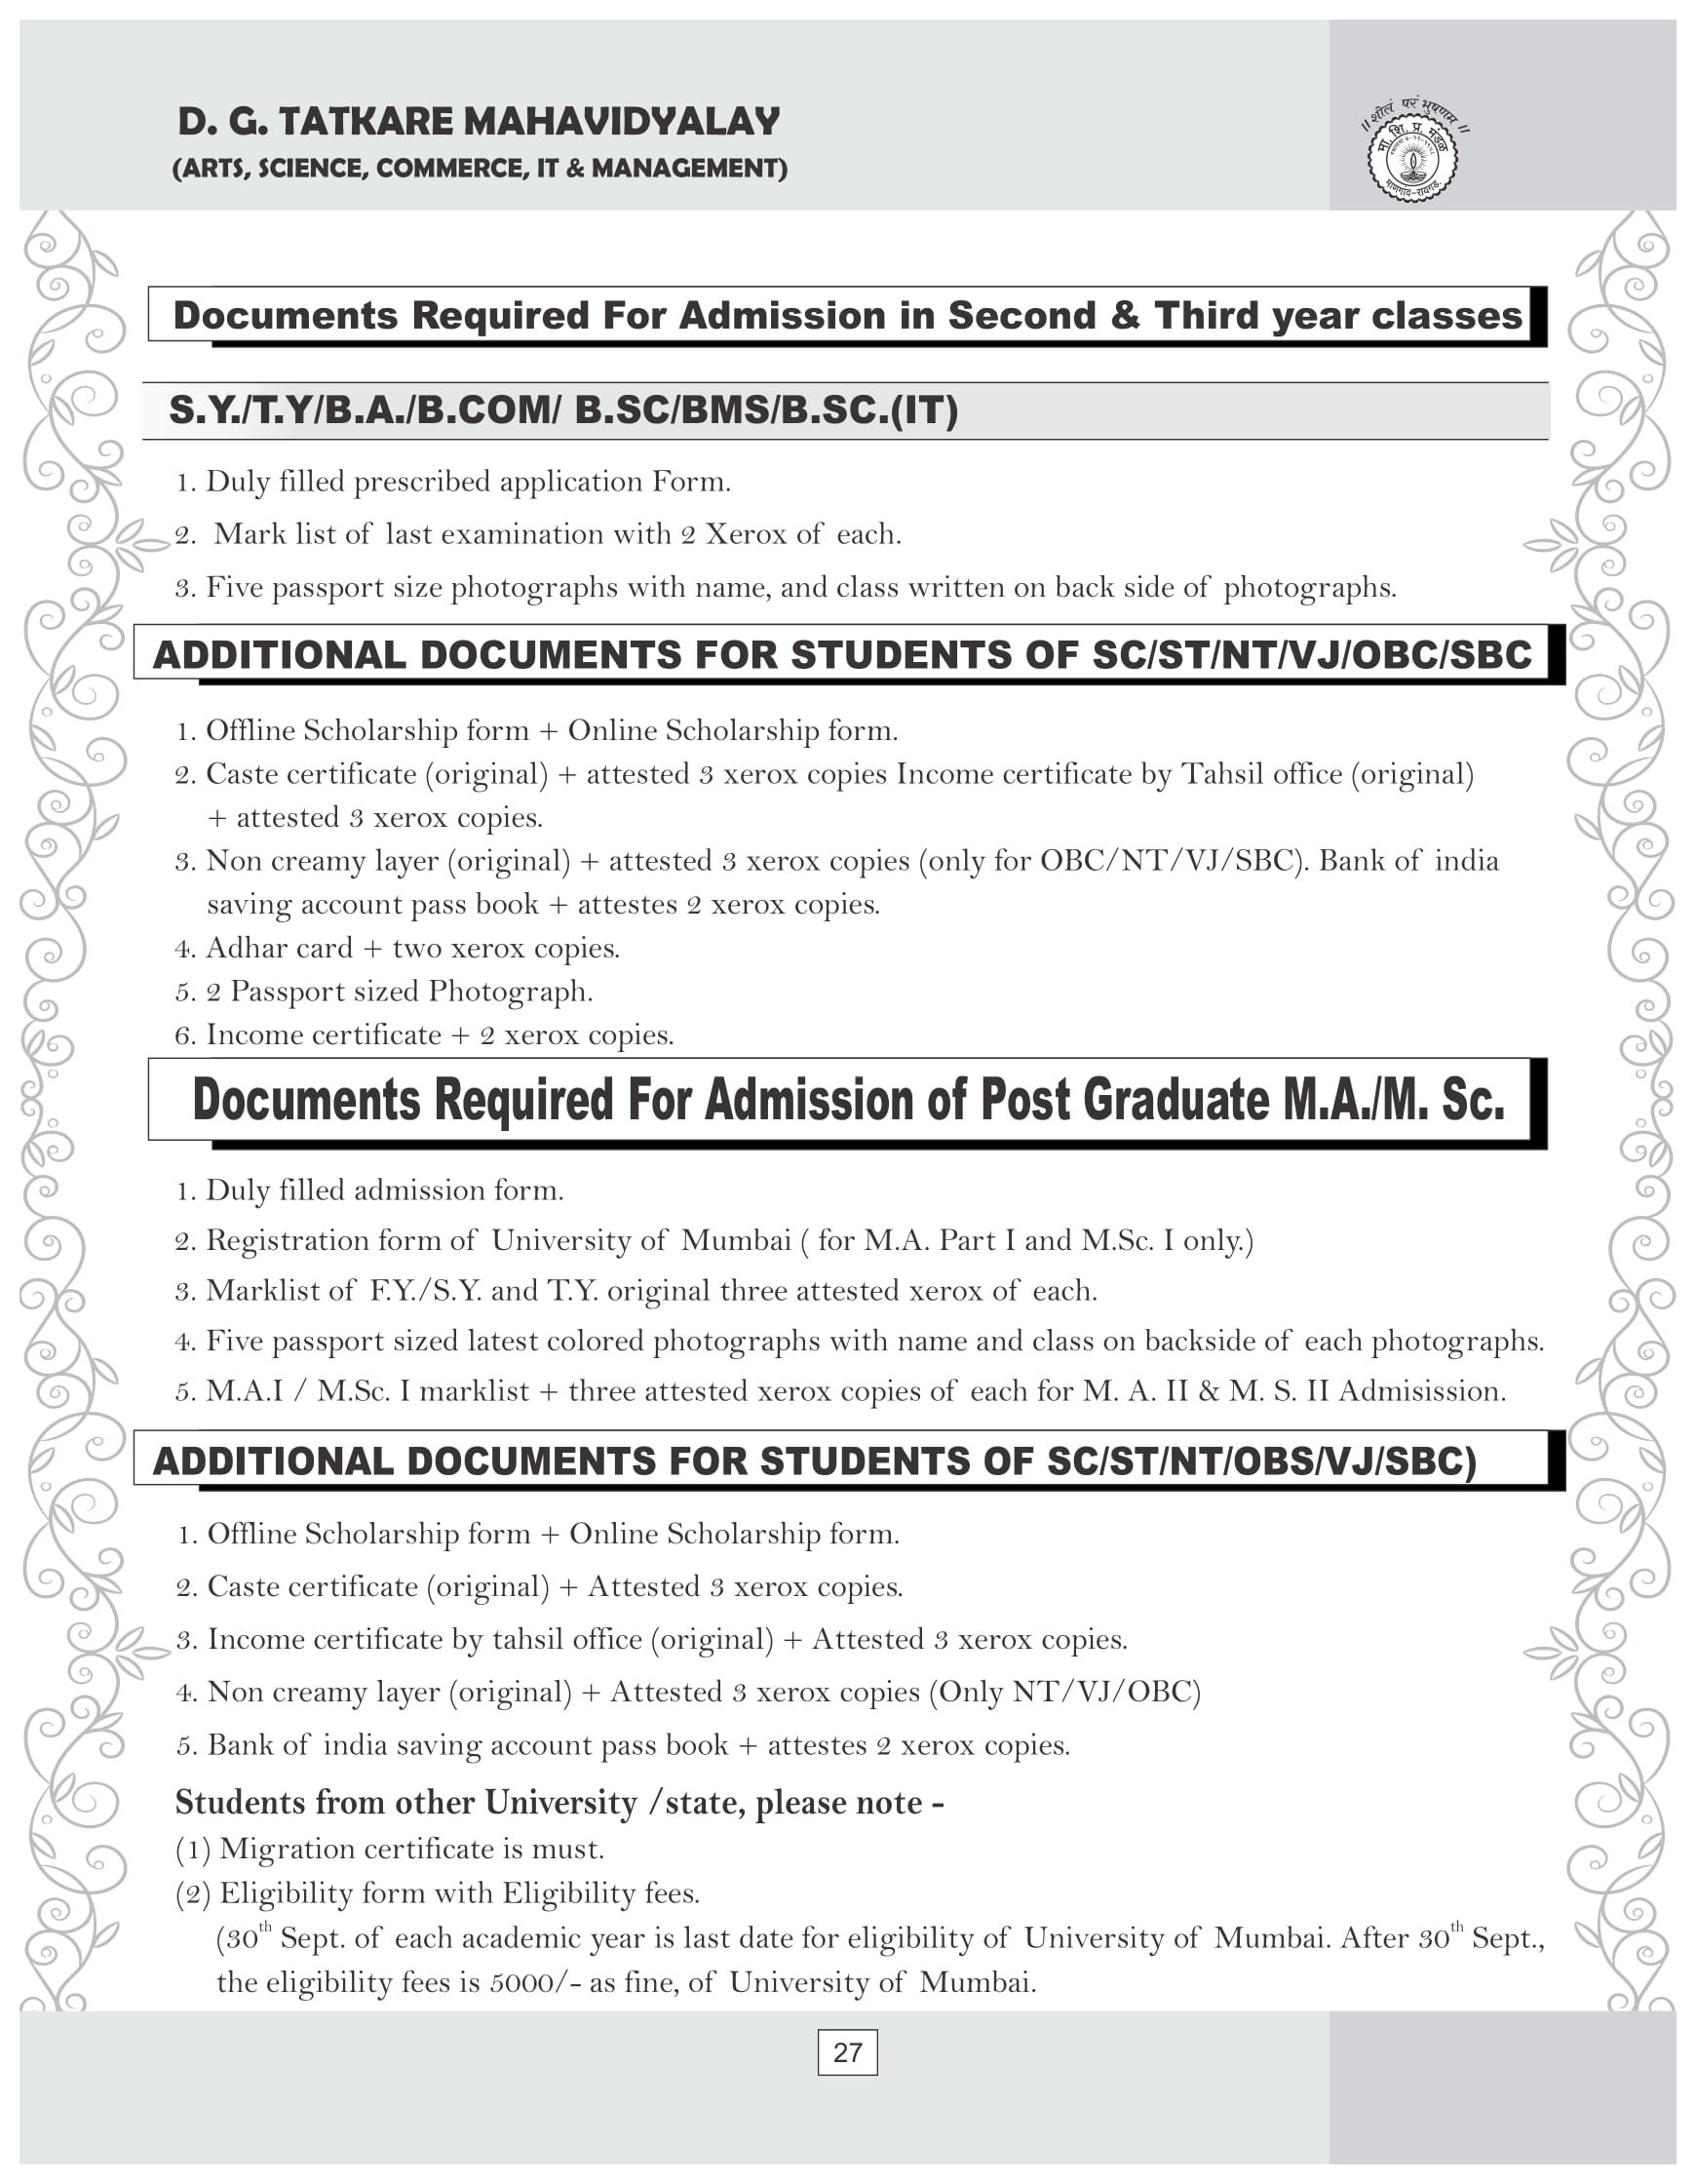 D. G. TATKARE MAHAVIDYALAY
(ARTS, SCIENCE, COMMERCE, IT & MANAGEMENT)
।। शीलं परं भुषणम ।।
मा. शि. प्र. मंडळ
माणगाव-रायगड.
Documents Required For Admission in Second & Third year classes
S.Y./T.Y/B.A./B.COM/ B.SC/BMS/B.SC.(IT)
1. Duly filled prescribed application Form.
2. Mark list of last examination with 2 Xerox of each.
3. Five passport size photographs with name, and class written on back side of photographs.
ADDITIONAL DOCUMENTS FOR STUDENTS OF SC/ST/NT/VJ/OBC/SBC
1. Offline Scholarship form + Online Scholarship form.
2. Caste certificate (original) + attested 3 xerox copies Income certificate by Tahsil office (original)
+ attested 3 xerox copies.
3. Non creamy layer (original) + attested 3 xerox copies (only for OBC/NT/VJ/SBC). Bank of india
saving account pass book + attestes 2 xerox copies.
4. Adhar card + two xerox copies.
5. 2 Passport sized Photograph.
6. Income certificate + 2 xerox copies.
Documents Required For Admission of Post Graduate M.A./M. Sc.
1. Duly filled admission form.
2. Registration form of University of Mumbai ( for M.A. Part I and M.Sc. I only.)
3. Marklist of F.Y./S.Y. and T.Y. original three attested xerox of each.
4. Five passport sized latest colored photographs with name and class on backside of each photographs.
5. M.A.I / M.Sc. I marklist + three attested xerox copies of each for M. A. II & M. S. II Admisission.
ADDITIONAL DOCUMENTS FOR STUDENTS OF SC/ST/NT/OBS/VJ/SBC)
1. Offline Scholarship form + Online Scholarship form.
2. Caste certificate (original) + Attested 3 xerox copies.
3. Income certificate by tahsil office (original) + Attested 3 xerox copies.
4. Non creamy layer (original) + Attested 3 xerox copies (Only NT/VJ/OBC)
5. Bank of india saving account pass book + attestes 2 xerox copies.
Students from other University /state, please note -
(1) Migration certificate is must.
(2) Eligibility form with Eligibility fees.
(30th Sept. of each academic year is last date for eligibility of University of Mumbai. After 30th Sept.,
the eligibility fees is 5000/- as fine, of University of Mumbai.
27